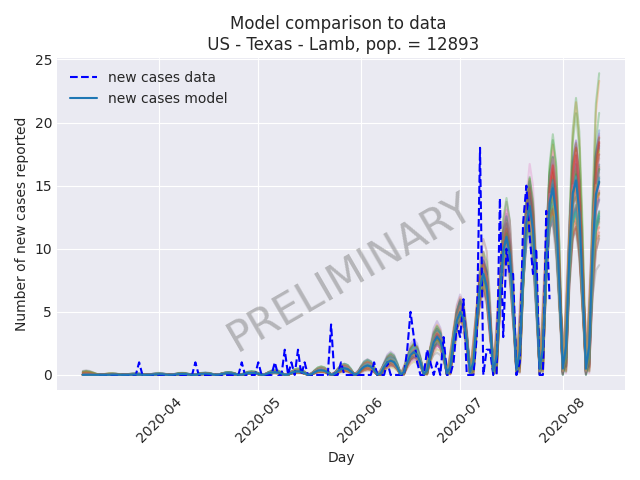 Model comparison to data
US - Texas - Lamb, pop. = 12893
new cases data
new cases model
Number of new cases reported
25
20
15
10
5
0
PRELIMINARY
2020-04
2020-05
2020-06
2020-07
2020-08
Day